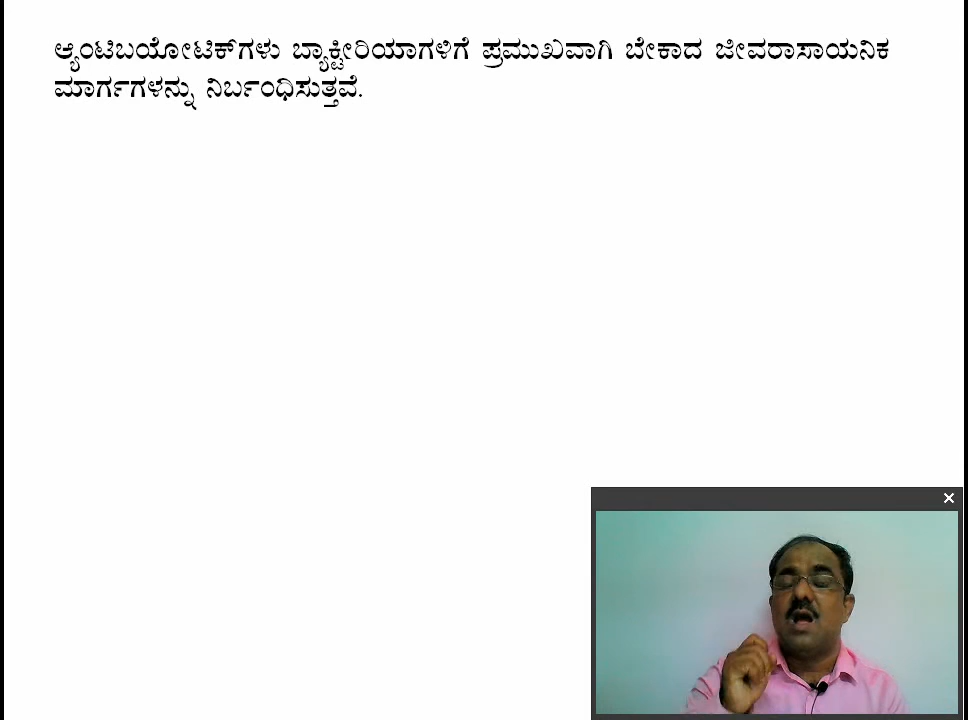 ಆ್ಯಂಟಿಬಯೋಟಿಕ್‌ಗಳು ಬ್ಯಾಕ್ಟೀರಿಯಾಗಳಿಗೆ ಪ್ರಮುಖವಾಗಿ ಬೇಕಾದ ಜೀವರಾಸಾಯನಿಕ
ಮಾರ್ಗಗಳನ್ನು ನಿರ್ಬಂಧಿಸುತ್ತವೆ.